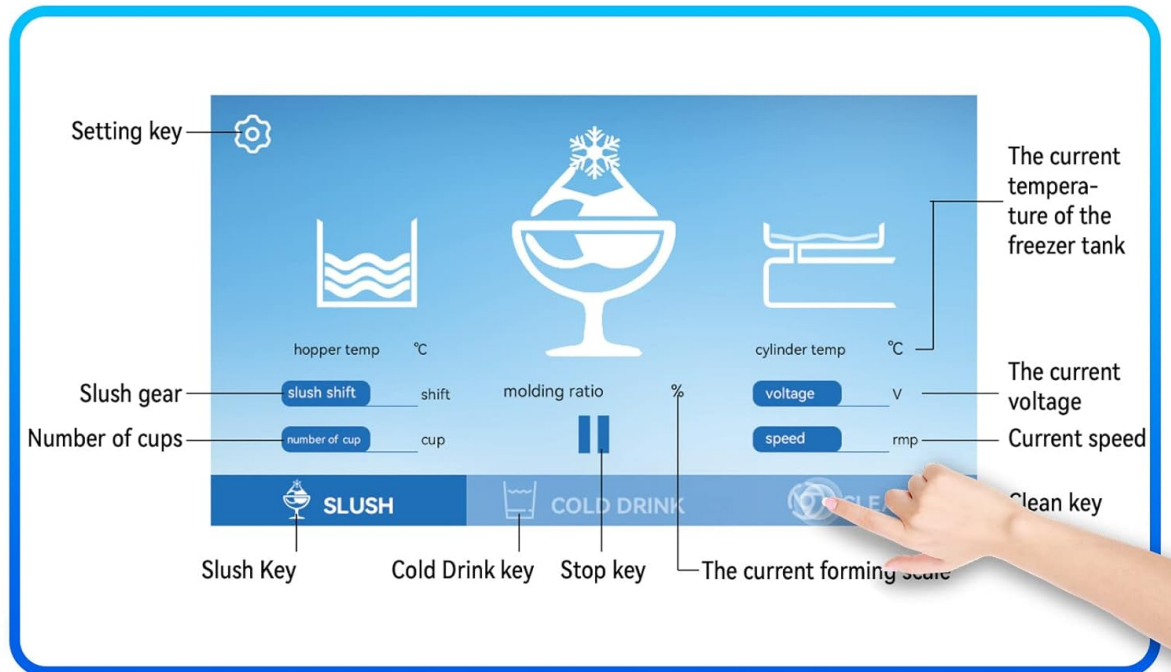 Setting key
The current
tempera-
ture of the
freezer tank
hopper temp °C
cylinder temp °C
Slush gear
slush shift shift
molding ratio %
voltage V
The current
voltage
Number of cups
number of cup cup
speed rmp
Current speed
SLUSH
COLD DRINK
Clean key
Slush Key
Cold Drink key
Stop key
The current forming scale